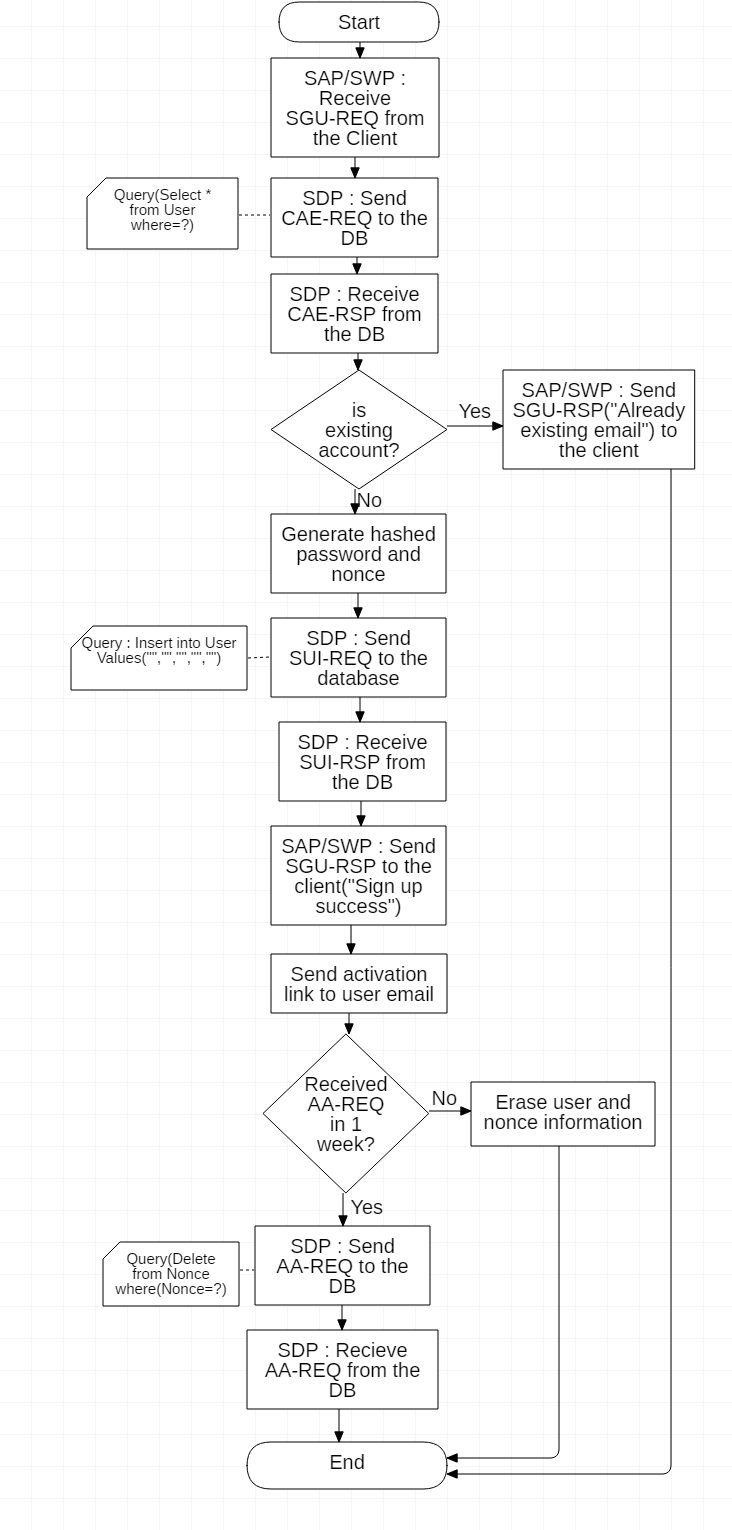 Start
SAP/SWP :
Receive
SGU-REQ from
the Client
Query(Select *
from User
where=?)
SDP : Send
CAE-REQ to the
DB
SDP : Receive
CAE-RSP from
the DB
is
existing
account?
Yes
SAP/SWP : Send
SGU-RSP("Already
existing email") to
the client
No
Generate hashed
password and
nonce
Query : Insert into User
Values("","","","","")
SDP : Send
SUI-REQ to the
database
SDP : Receive
SUI-RSP from
the DB
SAP/SWP : Send
SGU-RSP to the
client("Sign up
success")
Send activation
link to user email
Received
AA-REQ
in 1
week?
No
Erase user and
nonce information
Yes
Query(Delete
from Nonce
where(Nonce=?)
SDP : Send
AA-REQ to the
DB
SDP : Recieve
AA-REQ from the
DB
End